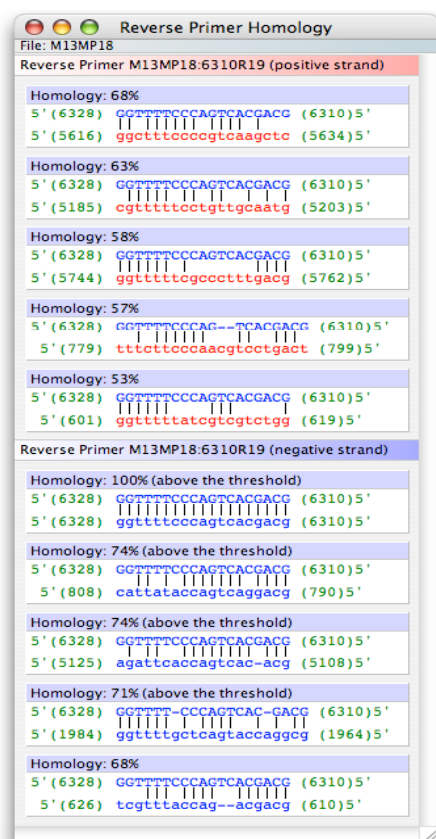 Reverse Primer Homology
File: M13MP18
Reverse Primer M13MP18:6310R19 (positive strand)
Homology: 68%
5'(6328) GGTTTTCCCAGTCACGACG (6310)5'
5'(5616) ggctttccccgtcaagctc (5634)5'
Homology: 63%
5'(6328) GGTTTTCCCAGTCACGACG (6310)5'
5'(5185) cgtttttcctgttgcaatg (5203)5'
Homology: 58%
5'(6328) GGTTTTCCCAGTCACGACG (6310)5'
5'(5744) ggtttttcgccctttgacg (5762)5'
Homology: 57%
5'(6328) GGTTTTCCCAG--TCACGACG (6310)5'
5'(779) tttcttcccaacgtcctgact (799)5'
Homology: 53%
5'(6328) GGTTTTCCCAGTCACGACG (6310)5'
5'(601) ggtttttatcgtcgtctgg (619)5'
Reverse Primer M13MP18:6310R19 (negative strand)
Homology: 100% (above the threshold)
5'(6328) GGTTTTCCCAGTCACGACG (6310)5'
5'(6328) ggttttcccagtcacgacg (6310)5'
Homology: 74% (above the threshold)
5'(6328) GGTTTTCCCAGTCACGACG (6310)5'
5'(808) cattataccagtcaggacg (790)5'
Homology: 74% (above the threshold)
5'(6328) GGTTTTCCCAGTCACGACG (6310)5'
5'(5125) agattcaccagtcac-acg (5108)5'
Homology: 71% (above the threshold)
5'(6328) GGTTTT-CCCAGTCAC-GACG (6310)5'
5'(1984) ggttttgctcagtaccaggcg (1964)5'
Homology: 68%
5'(6328) GGTTTTCCCAGTCACGACG (6310)5'
5'(626) tcgtttaccag--acgacg (610)5'